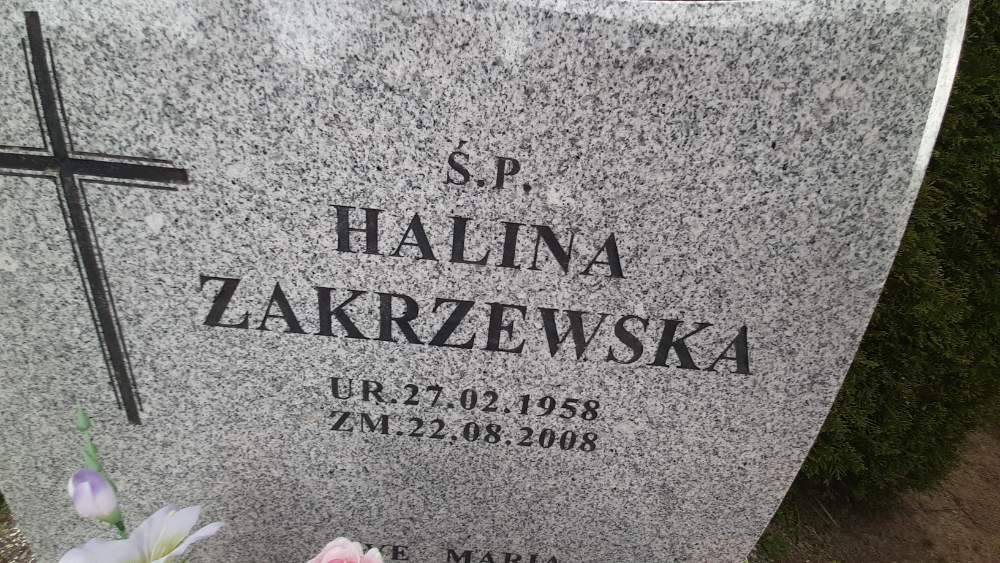 Ś.P.
HALINA
ZAKRZEWSKA
UR.27.02.1958
ZM.22.08.2008
MARIA